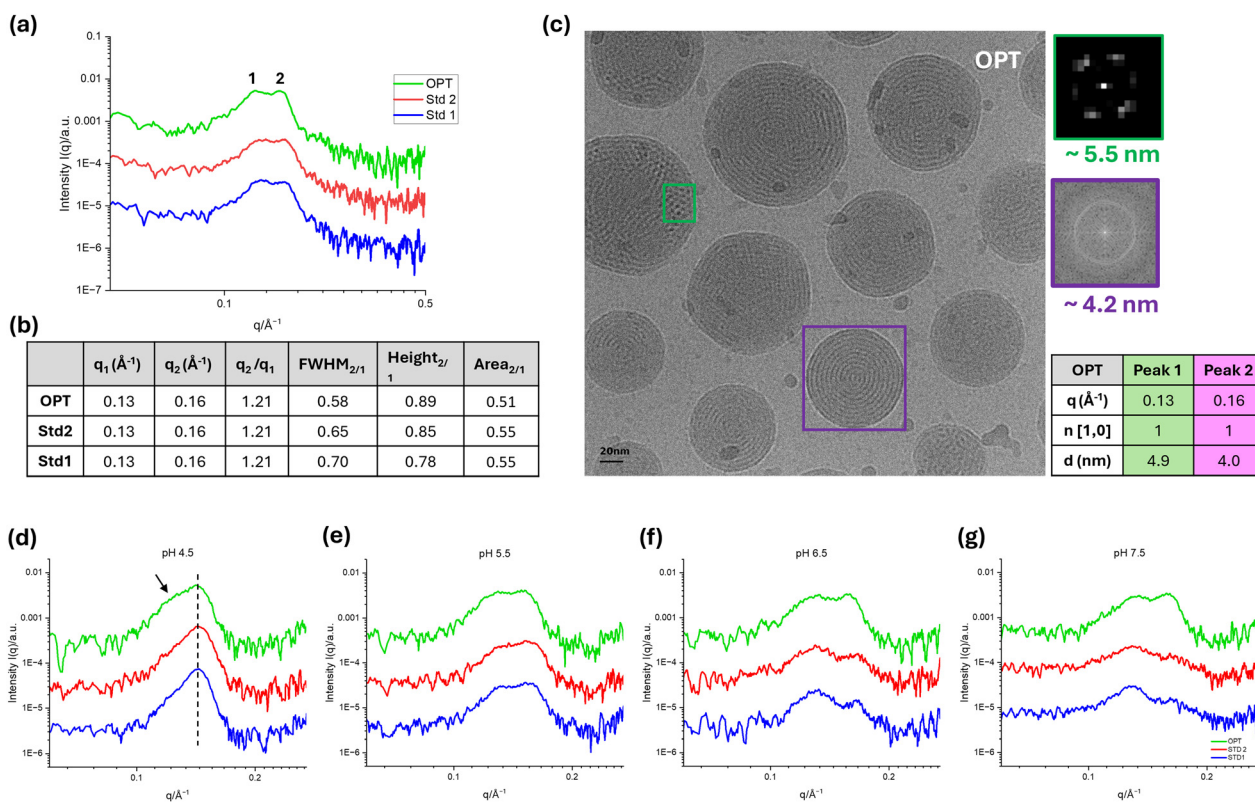 (a)
0.1
0.01
0.001
1E-4
1E-5
1E-6
1E-7
Intensity I(q)/a.u.
1 2
OPT
Std 2
Std 1
0.1 0.5
q/Å⁻¹
(b)
q₁ (Å⁻¹) q₂ (Å⁻¹) q₂/q₁ FWHM₂/₁ Height₂/₁ Area₂/₁
OPT 0.13 0.16 1.21 0.58 0.89 0.51
Std2 0.13 0.16 1.21 0.65 0.85 0.55
Std1 0.13 0.16 1.21 0.70 0.78 0.55
(c)
OPT
20nm
~ 5.5 nm
~ 4.2 nm
OPT Peak 1 Peak 2
q (Å⁻¹) 0.13 0.16
n [1,0] 1 1
d (nm) 4.9 4.0
(d)
pH 4.5
0.01
0.001
1E-4
1E-5
1E-6
Intensity I(q)/a.u.
0.1 0.2
q/Å⁻¹
(e)
pH 5.5
0.01
0.001
1E-4
1E-5
1E-6
Intensity I(q)/a.u.
0.1 0.2
q/Å⁻¹
(f)
pH 6.5
0.01
0.001
1E-4
1E-5
1E-6
Intensity I(q)/a.u.
0.1 0.2
q/Å⁻¹
(g)
pH 7.5
0.01
0.001
1E-4
1E-5
1E-6
Intensity I(q)/a.u.
OPT
STD 2
STD1
0.1 0.2
q/Å⁻¹